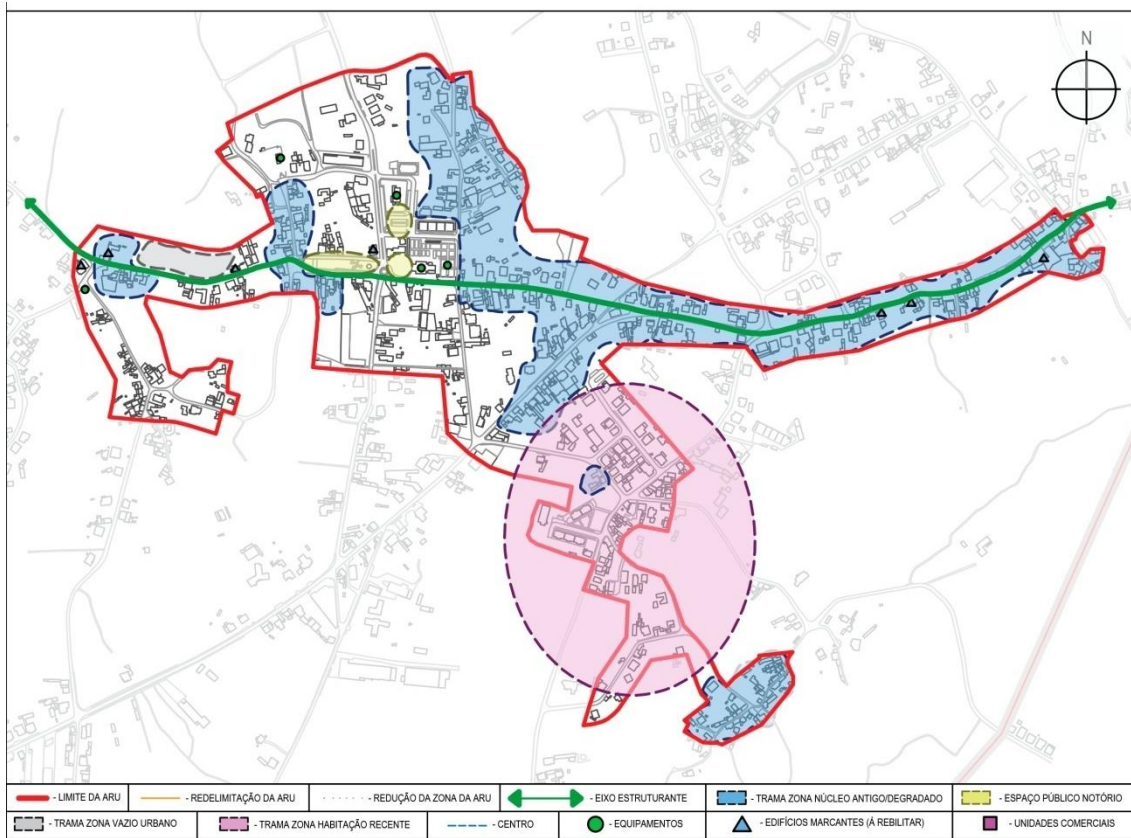 N
- LIMITE DA ARU - REDELIMITAÇÃO DA ARU - REDUÇÃO DA ZONA DA ARU - EIXO ESTRUTURANTE - TRAMA ZONA NÚCLEO ANTIGO/DEGRADADO - ESPAÇO PÚBLICO NOTÓRIO
- TRAMA ZONA VAZIO URBANO - TRAMA ZONA HABITAÇÃO RECENTE - CENTRO - EQUIPAMENTOS - EDIFÍCIOS MARCANTES (Á REBILITAR) - UNIDADES COMERCIAIS